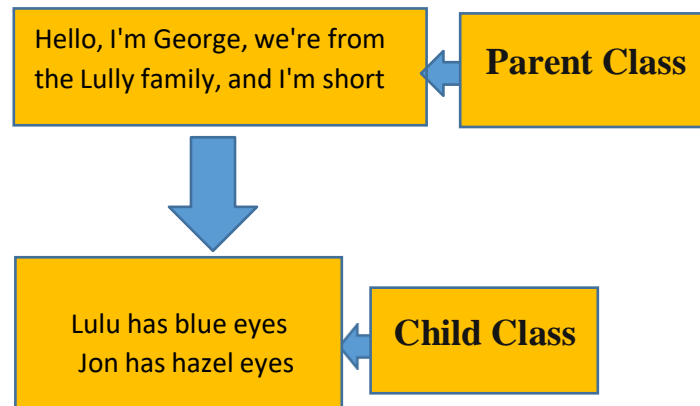 Hello, I'm George, we're from
the Lully family, and I'm short
Parent Class
Lulu has blue eyes
Jon has hazel eyes
Child Class